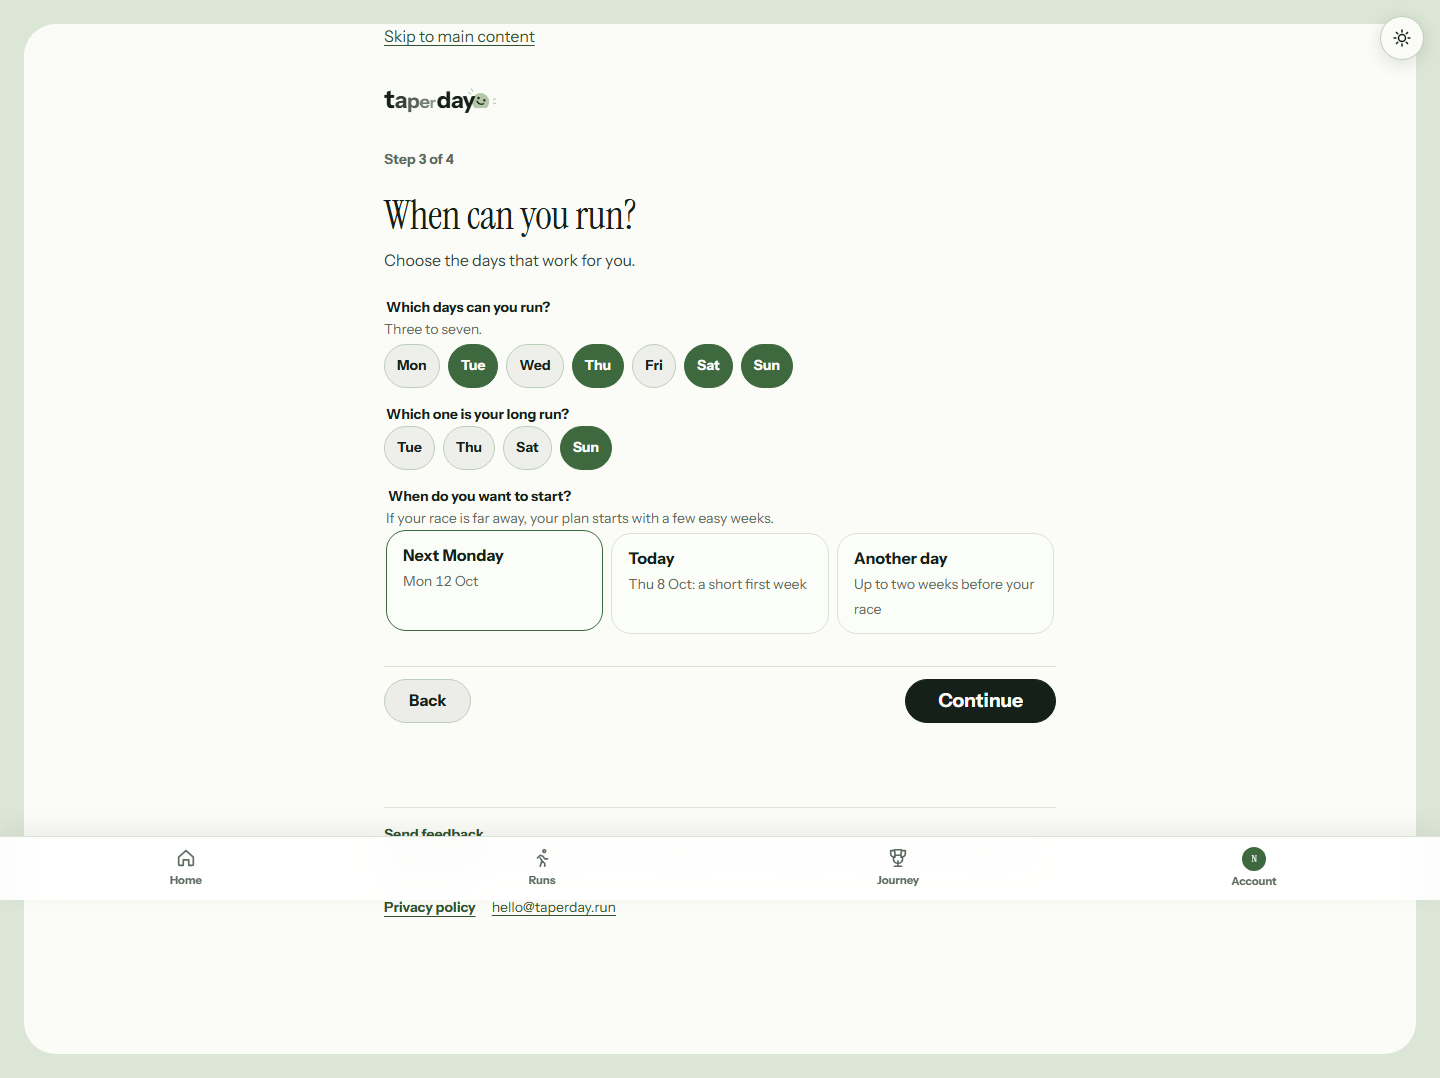 Skip to main content
taperday
Step 3 of 4
When can you run?
Choose the days that work for you.
Which days can you run?
Three to seven.
Mon Tue Wed Thu Fri Sat Sun
Which one is your long run?
Tue Thu Sat Sun
When do you want to start?
If your race is far away, your plan starts with a few easy weeks.
Next Monday
Mon 12 Oct
Today
Thu 8 Oct: a short first week
Another day
Up to two weeks before your
race
Back Continue
Send feedback
Home Runs Journey N Account
Privacy policy hello@taperday.run